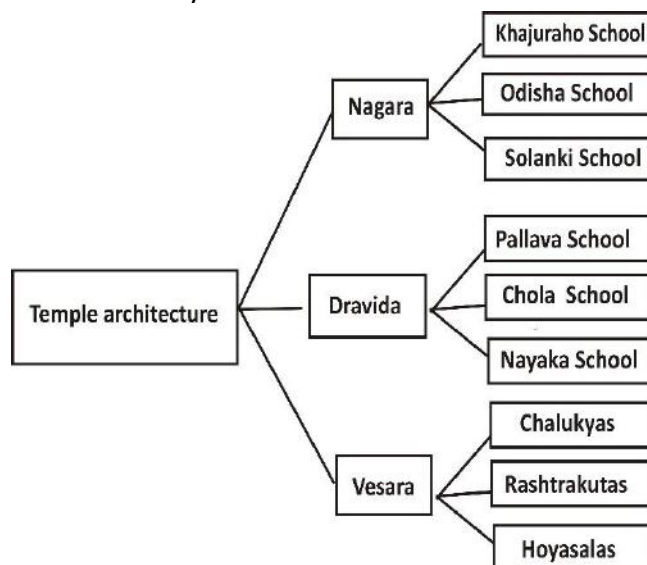 Khajuraho School
Nagara
Odisha School
Solanki School
Pallava School
Temple architecture
Dravida
Chola School
Nayaka School
Chalukyas
Vesara
Rashtrakutas
Hoyasalas